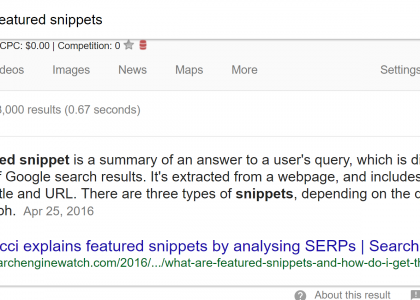 eatured snippets
CPC: $0.00 | Competition: 0
deos Images News Maps More Settings
,000 results (0.67 seconds)
ed snippet is a summary of an answer to a user's query, which is di
f Google search results. It's extracted from a webpage, and includes
tle and URL. There are three types of snippets, depending on the q
ph. Apr 25, 2016
cci explains featured snippets by analysing SERPs | Search
archenginewatch.com/2016/.../what-are-featured-snippets-and-how-do-i-get-th
About this result